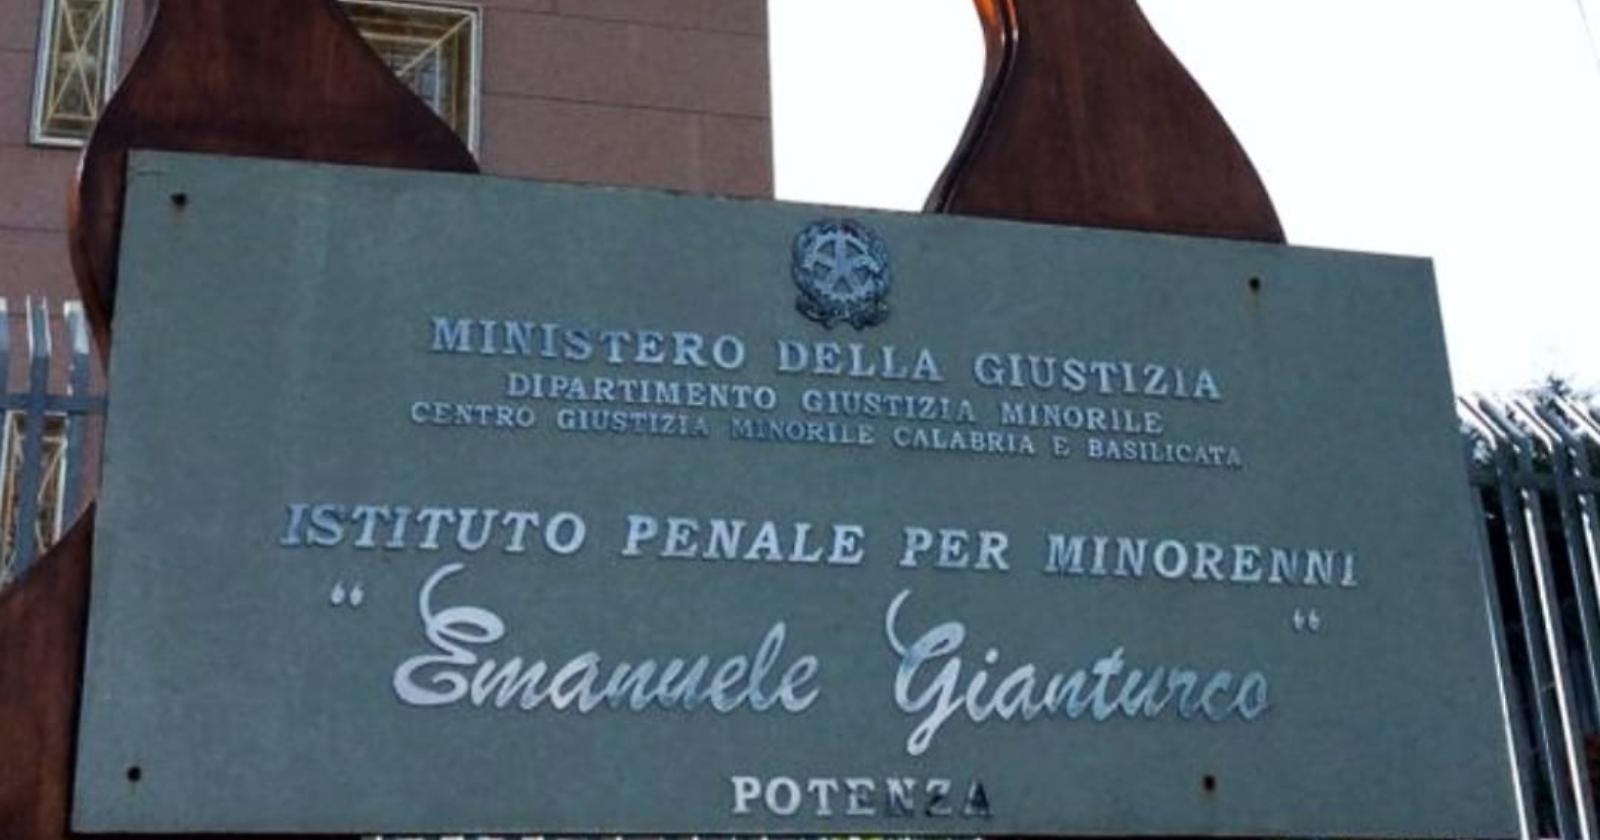 MINISTERO DELLA GIUSTIZIA
DIPARTIMENTO GIUSTIZIA MINORILE
CENTRO GIUSTIZIA MINORILE CALABRIA E BASILICATA
ISTITUTO PENALE PER MINORENNI
“ Emanuele Gianturco “
POTENZA